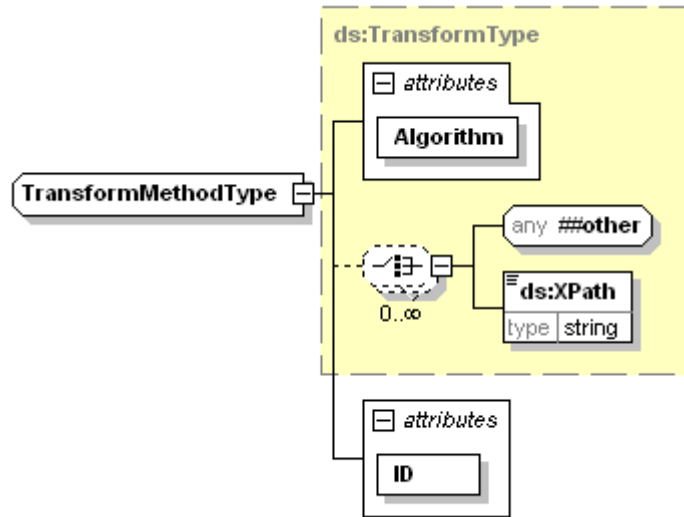 ds:TransformType
attributes
Algorithm
TransformMethodType
any ##other
0..∞
ds:XPath
type string
attributes
ID